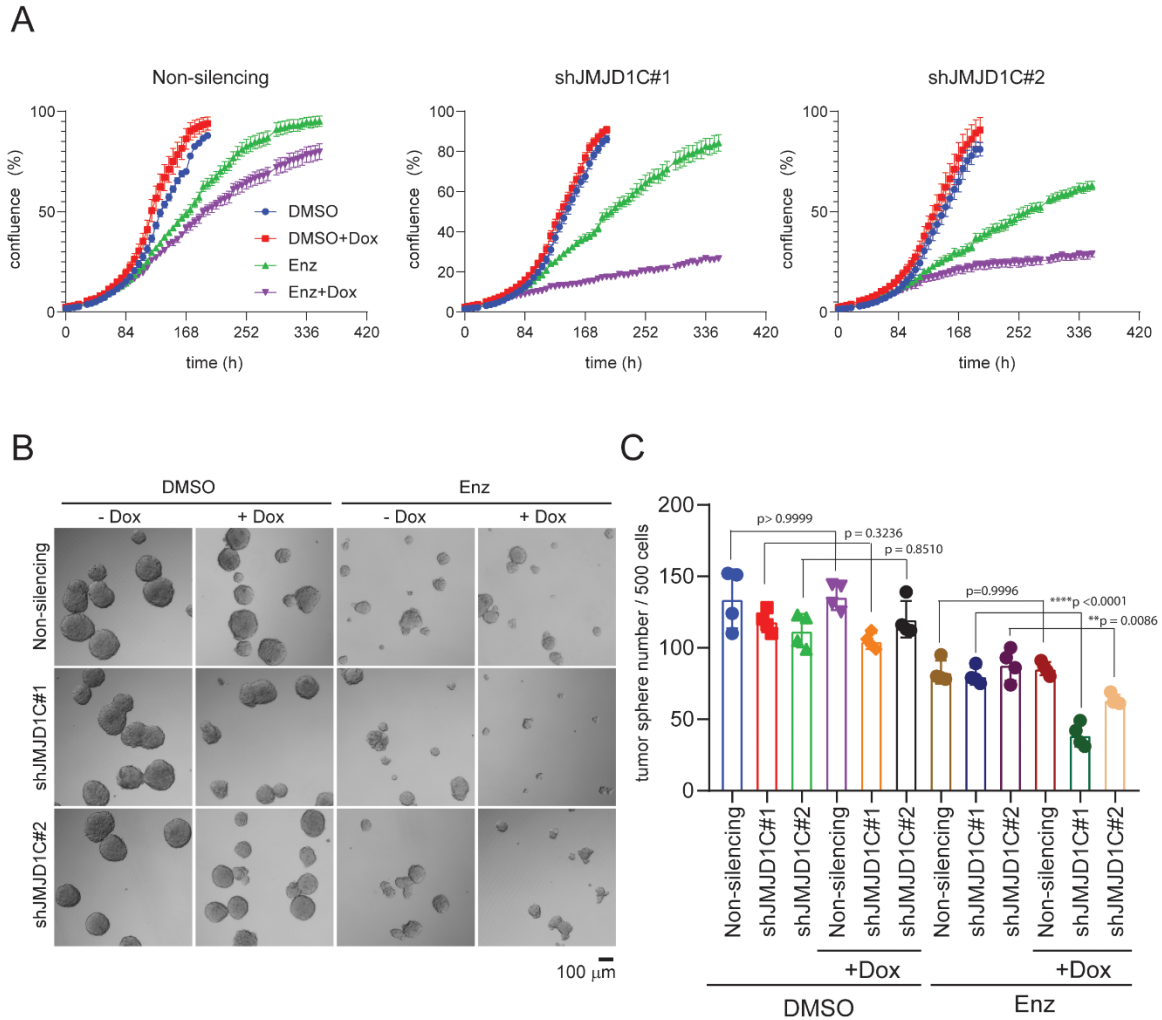 A
Non-silencing
shJMJD1C#1
shJMJD1C#2
confluence (%)
100
50
0
DMSO
DMSO+Dox
Enz
Enz+Dox
0 84 168 252 336 420
time (h)
confluence (%)
100
80
60
40
20
0
0 84 168 252 336 420
time (h)
confluence (%)
100
50
0
0 84 168 252 336 420
time (h)
B
DMSO Enz
- Dox + Dox - Dox + Dox
Non-silencing
shJMJD1C#1
shJMJD1C#2
100 μm
C
tumor sphere number / 500 cells
200
150
100
50
0
p> 0.9999
p = 0.3236
p = 0.8510
p=0.9996
****p <0.0001
**p = 0.0086
Non-silencing
shJMJD1C#1
shJMJD1C#2
Non-silencing
shJMJD1C#1
shJMJD1C#2
Non-silencing
shJMJD1C#1
shJMJD1C#2
Non-silencing
shJMJD1C#1
shJMJD1C#2
+Dox +Dox
DMSO Enz